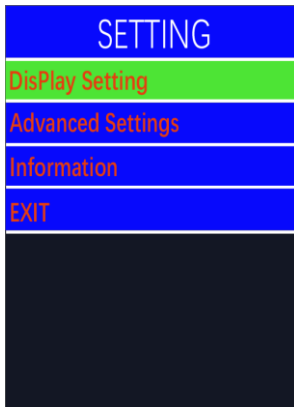 SETTING
DisPlay Setting
Advanced Settings
Information
EXIT